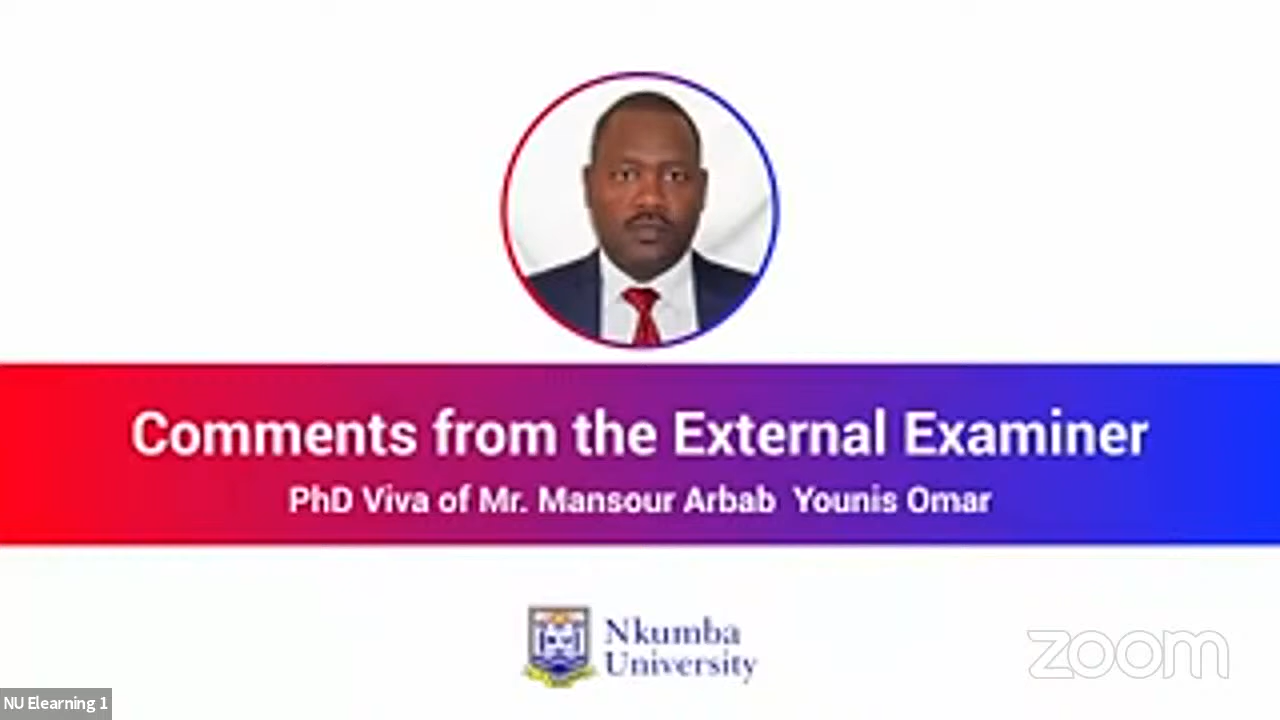 Comments from the External Examiner
PhD Viva of Mr. Mansour Arbab Younis Omar
Nkumba
University
zoom
NU Elearning 1